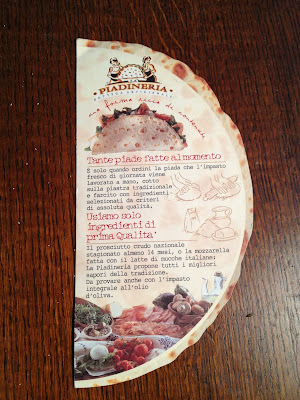 LA
PIADINERIA
una forma ricca di contenuti
Tante piade fatte al momento
È solo quando ordini la piada che l'impasto
fresco di giornata viene
lavorato a mano, cotto
sulla piastra tradizionale
e farcito con ingredienti
selezionati da criteri
di assoluta qualità.
Usiamo solo
ingredienti di
prima Qualità
Il prosciutto crudo nazionale
stagionato almeno 14 mesi, o la mozzarella
fatta con il latte di mucche italiane:
La Piadineria propone tutti i migliori
sapori della tradizione.
Da provare anche con l'impasto
integrale all'olio
d'oliva.